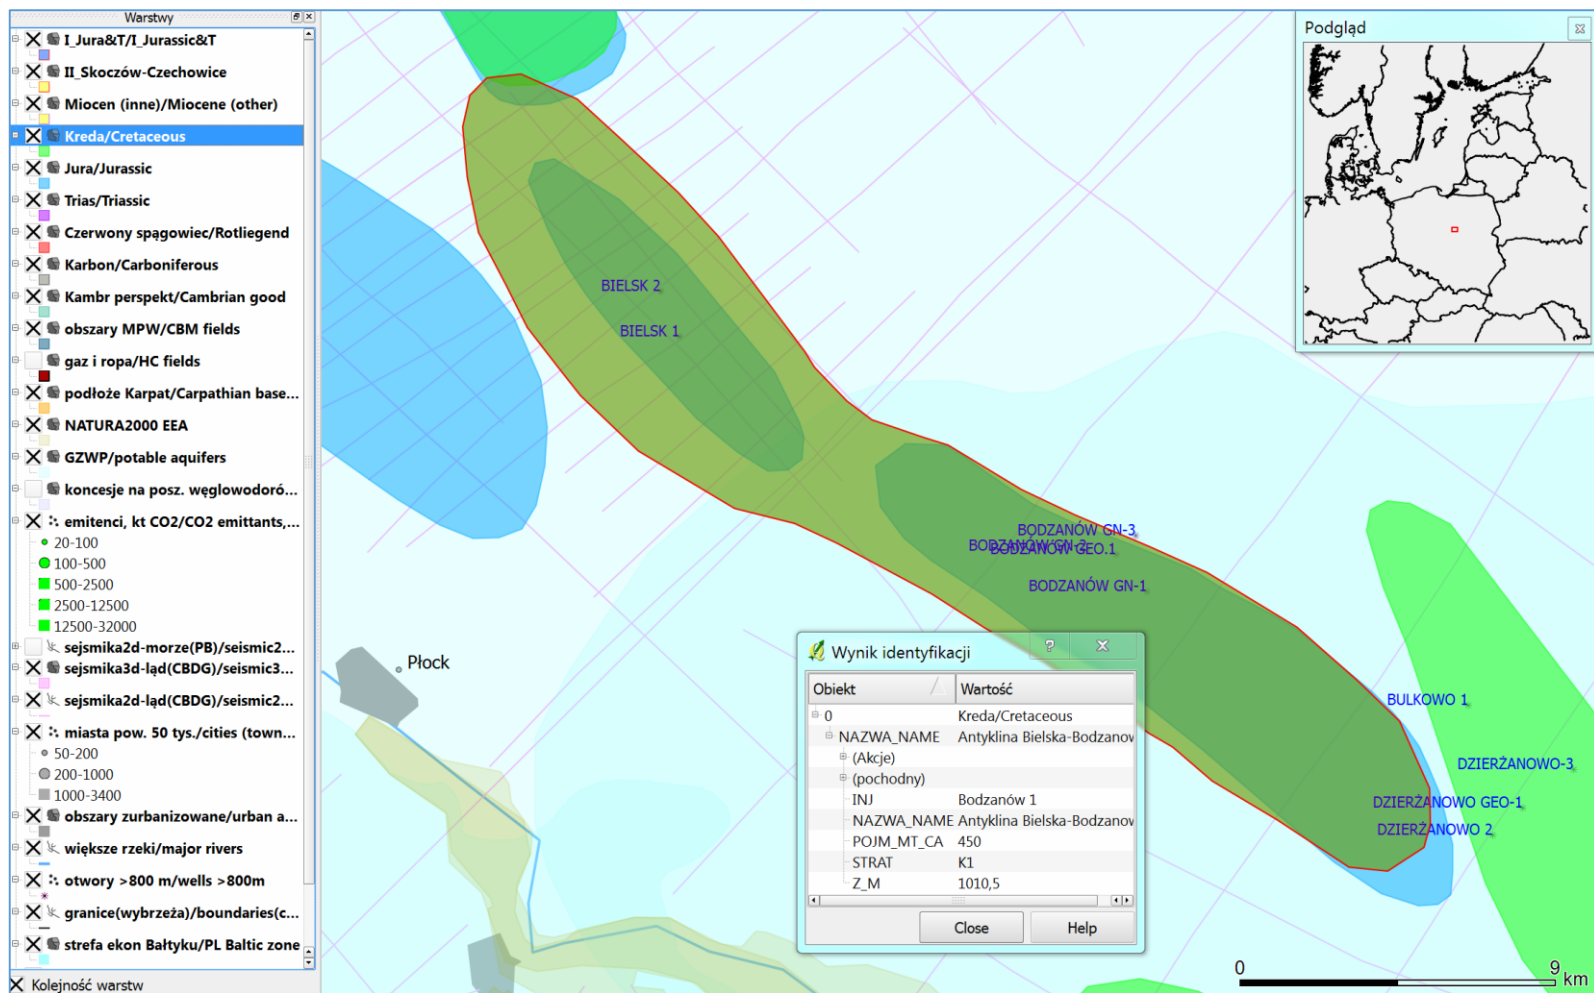 Warstwy
I_Jura&T/I_Jurassic&T
II_Skoczów-Czechowice
Miocen (inne)/Miocene (other)
Kreda/Cretaceous
Jura/Jurassic
Trias/Triassic
Czerwony spągowiec/Rotliegend
Karbon/Carboniferous
Kambr perspekt/Cambrian good
obszary MPW/CBM fields
gaz i ropa/HC fields
podłoże Karpat/Carpathian base...
NATURA2000 EEA
GZWP/potable aquifers
koncesje na posz. węglowodoró...
emitenci, kt CO2/CO2 emittants,...
20-100
100-500
500-2500
2500-12500
12500-32000
sejsmika2d-morze(PB)/seismic2...
sejsmika3d-ląd(CBDG)/seismic3...
sejsmika2d-ląd(CBDG)/seismic2...
miasta pow. 50 tys./cities (town...
50-200
200-1000
1000-3400
obszary zurbanizowane/urban a...
większe rzeki/major rivers
otwory >800 m/wells >800m
granice(wybrzeża)/boundaries(c...
strefa ekon Bałtyku/PL Baltic zone
Kolejność warstw
Podgląd
BIELSK 2
BIELSK 1
BODZANÓW GN-3
BODZANÓW GN-2
BODZANÓW GEO.1
BODZANÓW GN-1
Płock
BULKOWO 1
DZIERŻANOWO-3
DZIERŻANOWO GEO-1
DZIERŻANOWO 2
Wynik identyfikacji
?
Obiekt Wartość
0 Kreda/Cretaceous
NAZWA_NAME Antyklina Bielska-Bodzanow
(Akcje)
(pochodny)
INJ Bodzanów 1
NAZWA_NAME Antyklina Bielska-Bodzanow
POJM_MT_CA 450
STRAT K1
Z_M 1010,5
Close Help
0 9 km